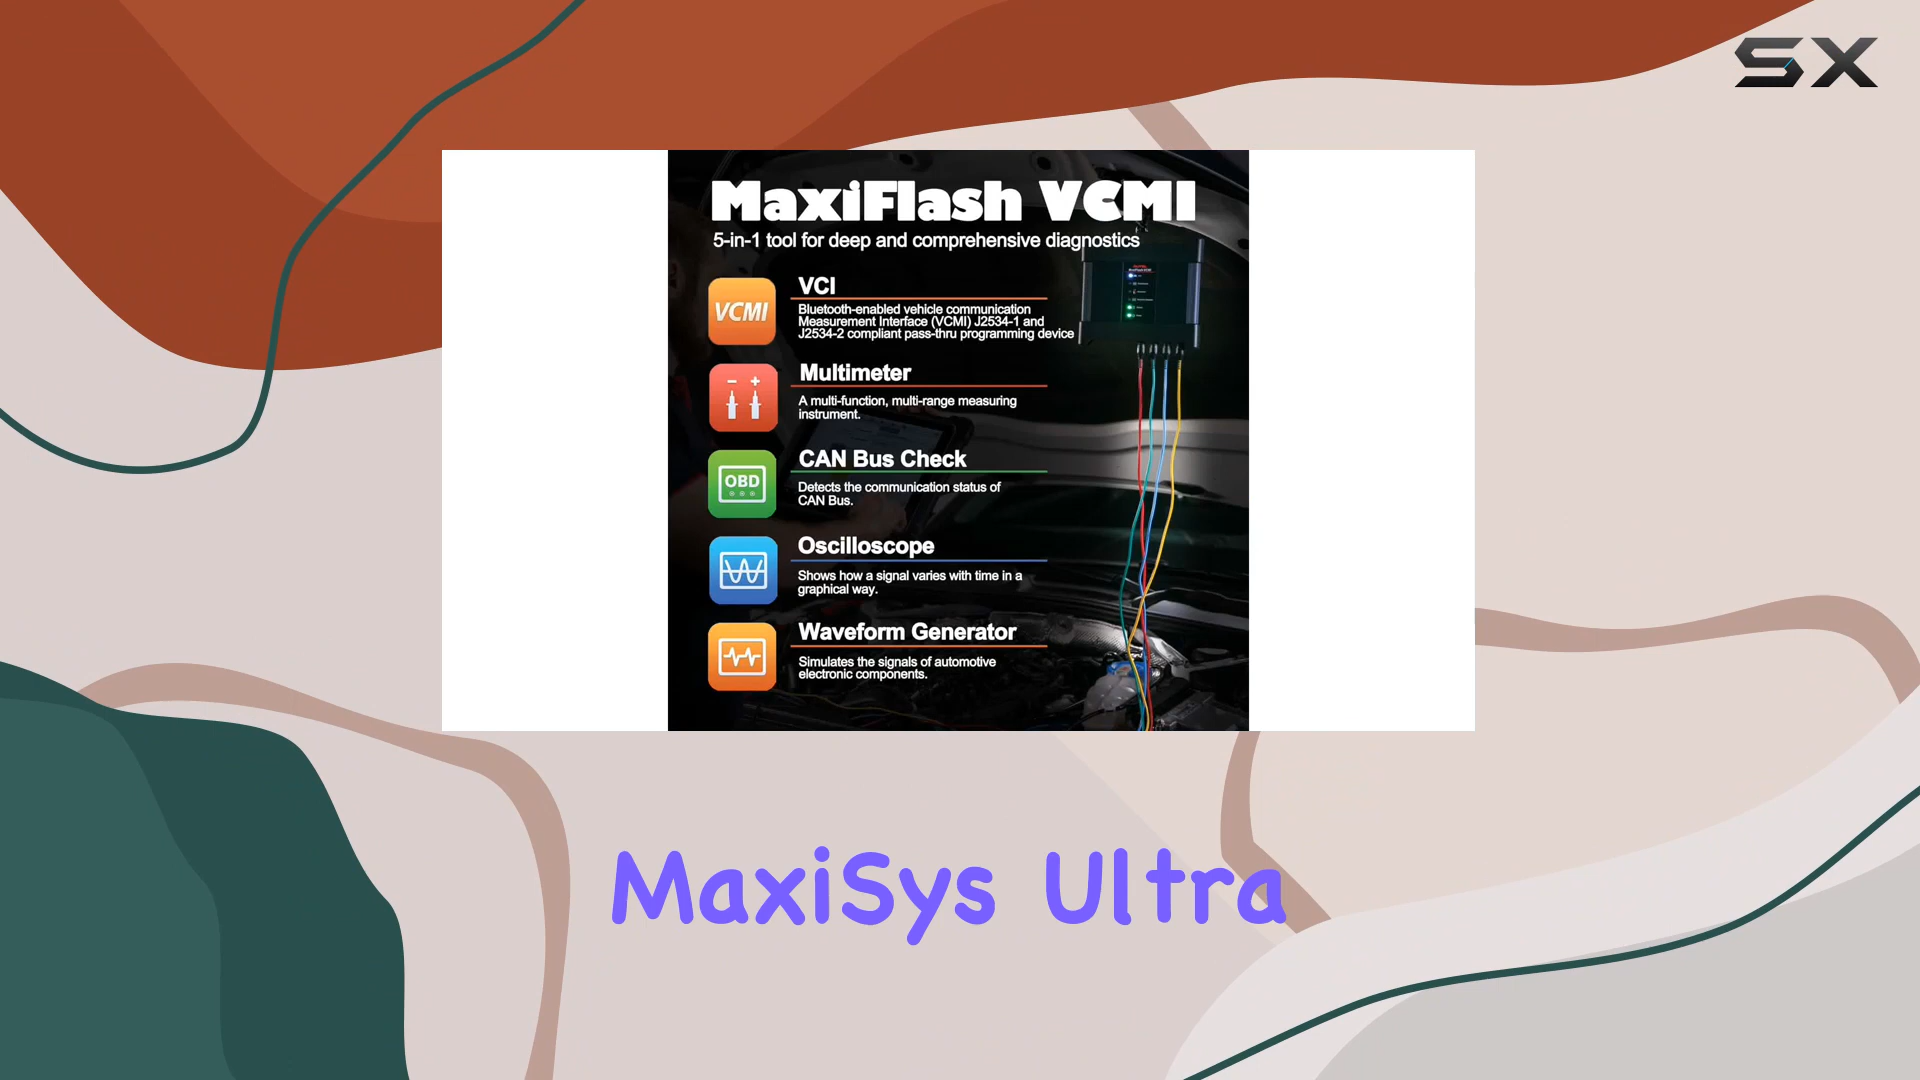 SX
MaxiFlash VCMI
5-in-1 tool for deep and comprehensive diagnostics
VCMI
VCI
Bluetooth-enabled vehicle communication
Measurement Interface (VCMI) J2534-1 and
J2534-2 compliant pass-thru programming device
Multimeter
A multi-function, multi-range measuring
instrument.
OBD
CAN Bus Check
Detects the communication status of
CAN Bus.
Oscilloscope
Shows how a signal varies with time in a
graphical way.
Waveform Generator
Simulates the signals of automotive
electronic components.
MaxiSys Ultra